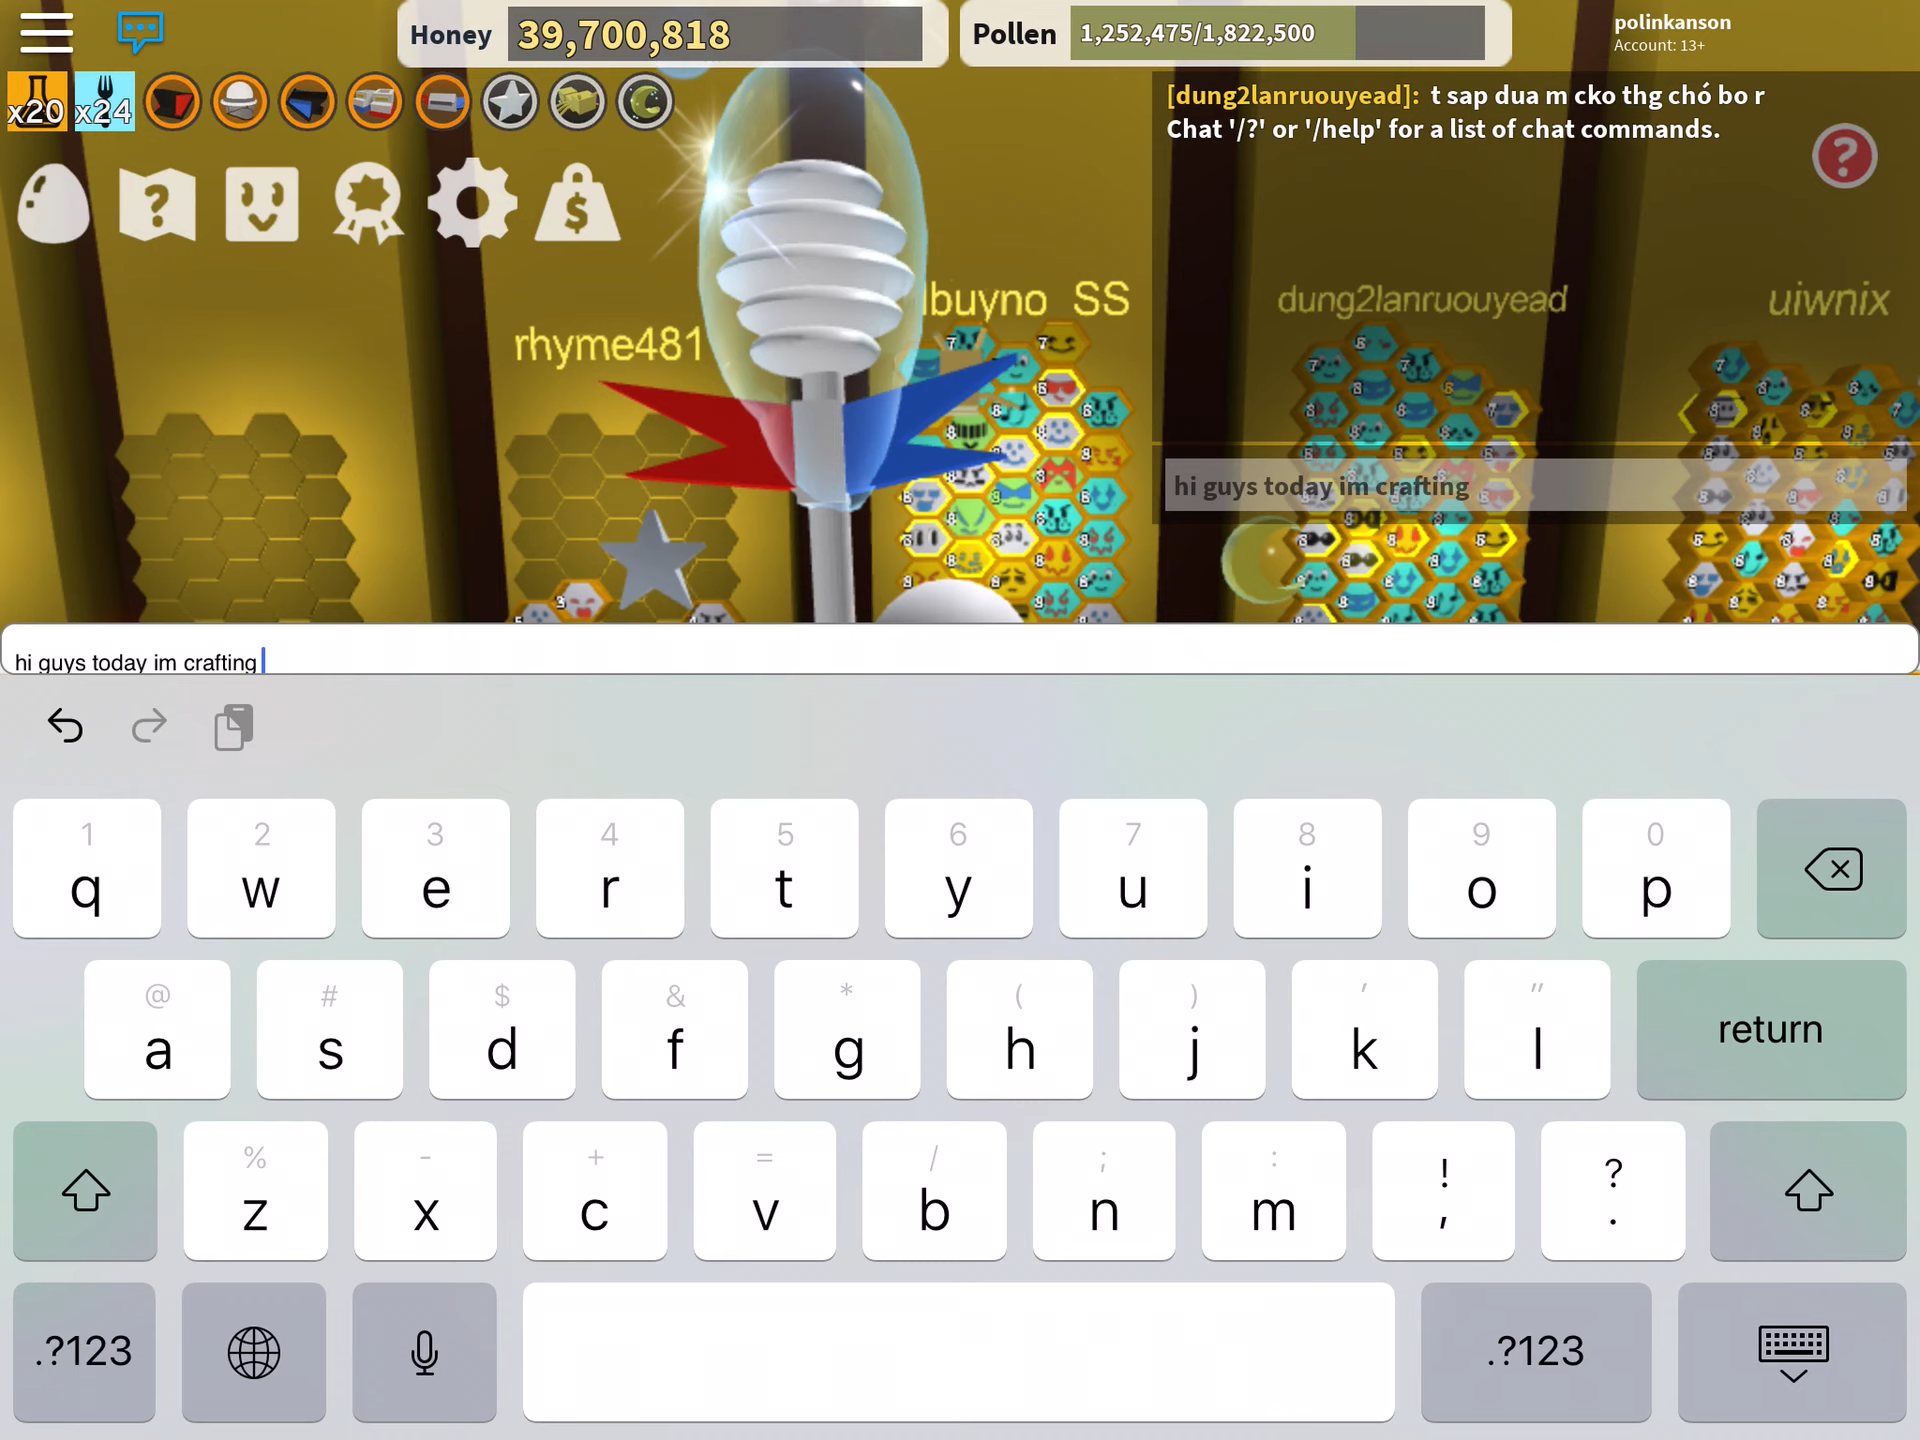 Honey 39,700,818
Pollen 1,252,475/1,822,500
polinkanson
Account: 13+
x20 x24
[dung2lanruouyead]: t sap dua m cko thg chó bo r
Chat '/?' or '/help' for a list of chat commands.
rhyme481
buyno_SS
dung2lanruouyead
uiwnix
hi guys today im crafting
hi guys today im crafting
1 2 3 4 5 6 7 8 9 0
q w e r t y u i o p
@ # $ & * ( ) ' "
a s d f g h j k l return
% - + = / ; : ! ?
z x c v b n m , .
.?123 .?123